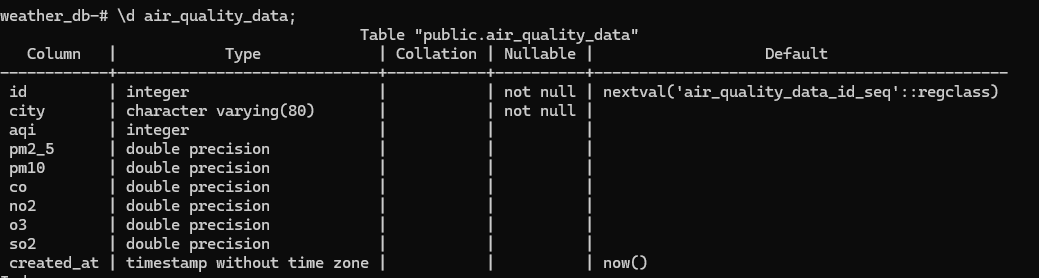 weather_db-# \d air_quality_data;
                                        Table "public.air_quality_data"
   Column   |            Type             | Collation | Nullable |                   Default
------------+-----------------------------+-----------+----------+----------------------------------------------
 id         | integer                     |           | not null | nextval('air_quality_data_id_seq'::regclass)
 city       | character varying(80)       |           | not null |
 aqi        | integer                     |           |          |
 pm2_5      | double precision            |           |          |
 pm10       | double precision            |           |          |
 co         | double precision            |           |          |
 no2        | double precision            |           |          |
 o3         | double precision            |           |          |
 so2        | double precision            |           |          |
 created_at | timestamp without time zone |           |          | now()